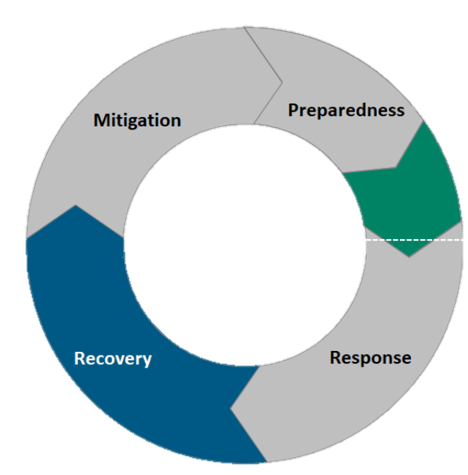 Mitigation
Preparedness
Recovery
Response